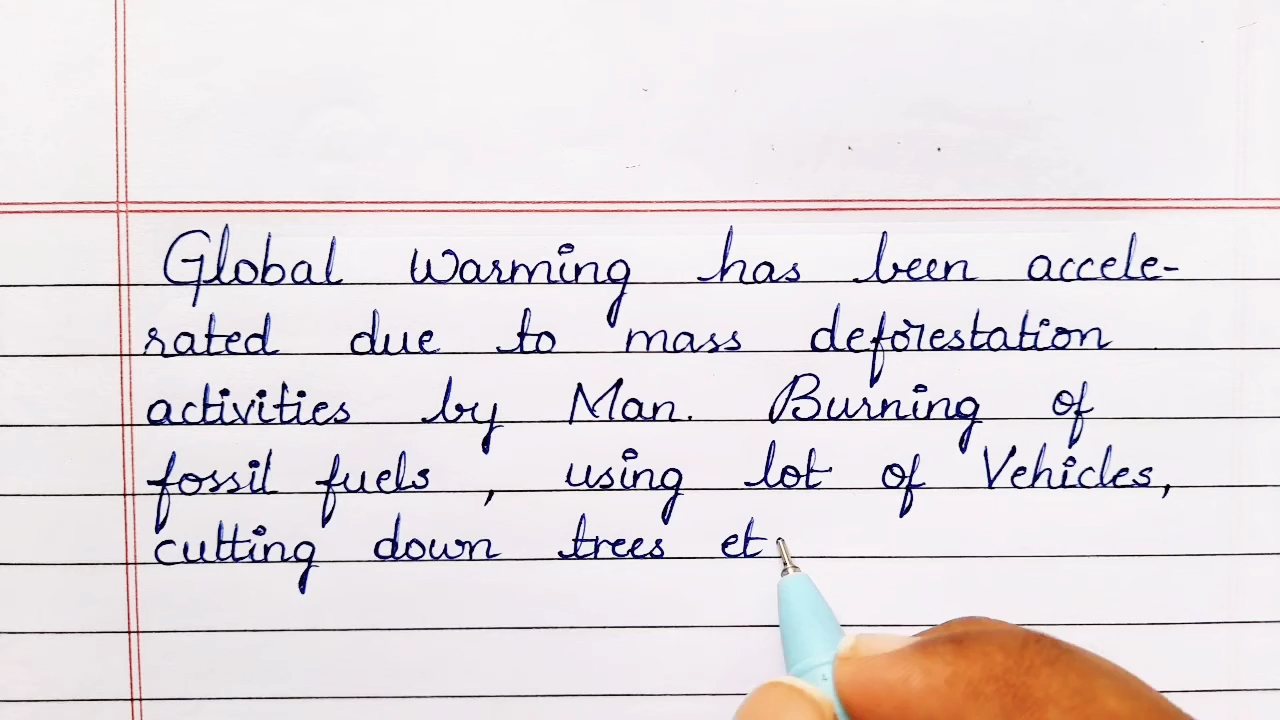 Global warming has been accele-
rated due to mass deforestation
activities by Man. Burning of
fossil fuels , using lot of Vehicles,
cutting down trees et